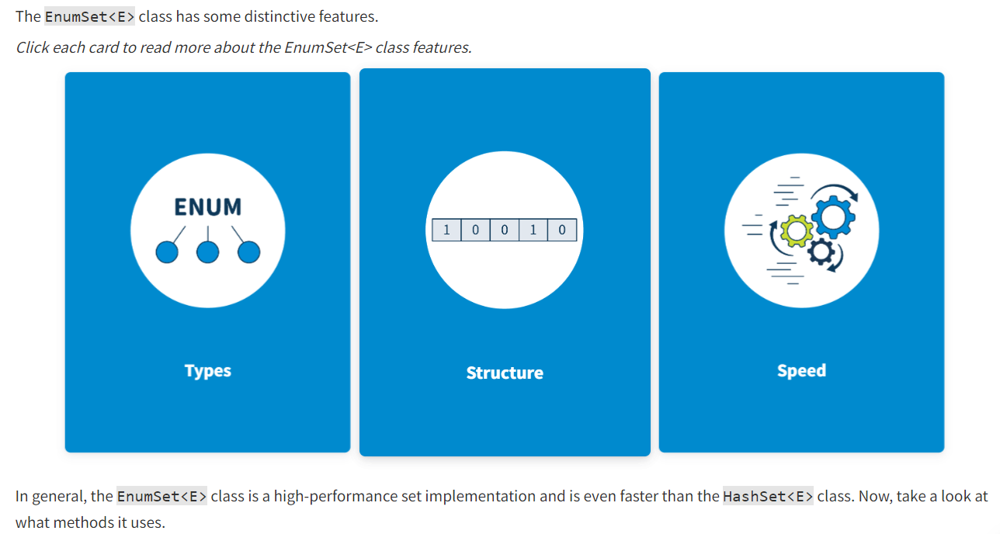 The EnumSet<E> class has some distinctive features.
Click each card to read more about the EnumSet<E> class features.
ENUM
1 0 0 1 0
Types
Structure
Speed
In general, the EnumSet<E> class is a high-performance set implementation and is even faster than the HashSet<E> class. Now, take a look at
what methods it uses.